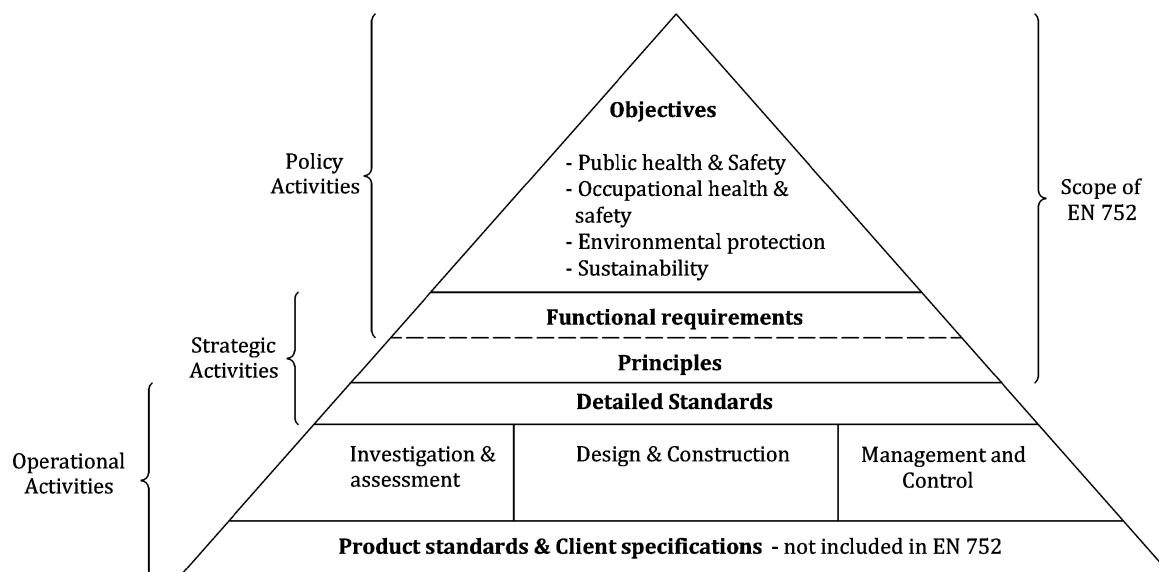 Objectives
Policy
Activities
- Public health & Safety
- Occupational health &
safety
- Environmental protection
- Sustainability
Scope of
EN 752
Functional requirements
Strategic
Activities
Principles
Detailed Standards
Operational
Activities
Investigation &
assessment
Design & Construction
Management and
Control
Product standards & Client specifications - not included in EN 752